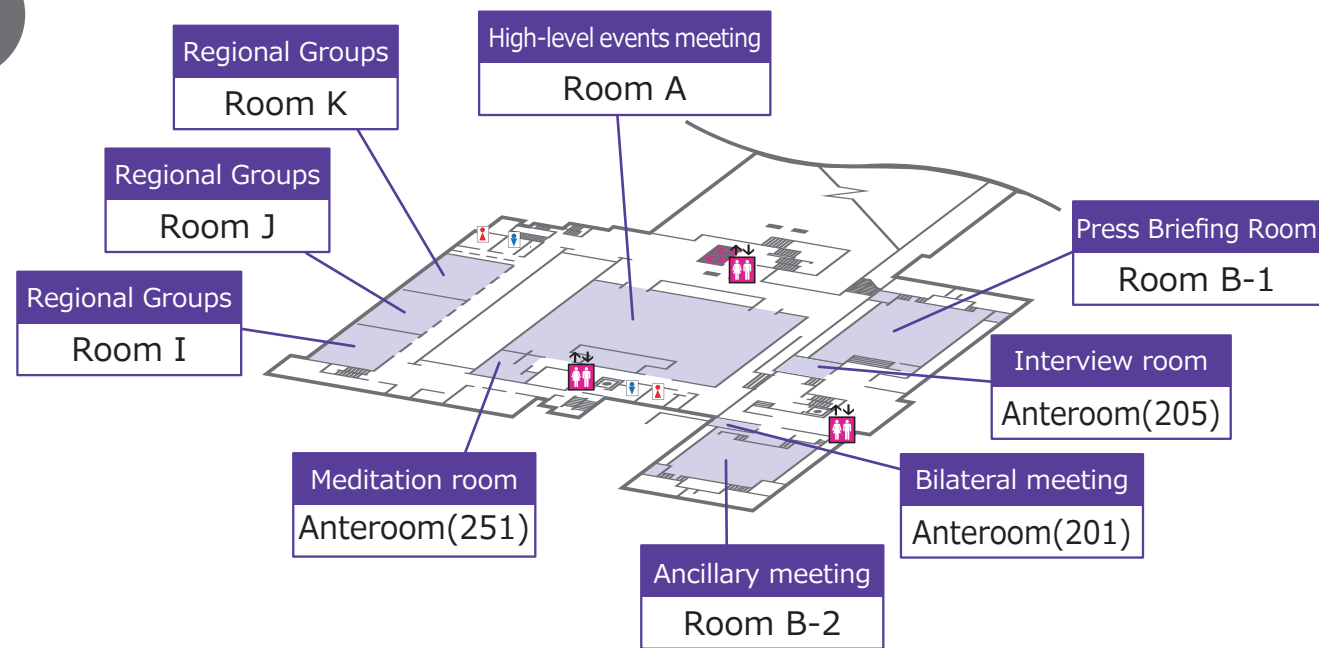 Regional Groups
Room K
High-level events meeting
Room A
Regional Groups
Room J
Regional Groups
Room I
Press Briefing Room
Room B-1
Interview room
Anteroom(205)
Meditation room
Anteroom(251)
Bilateral meeting
Anteroom(201)
Ancillary meeting
Room B-2